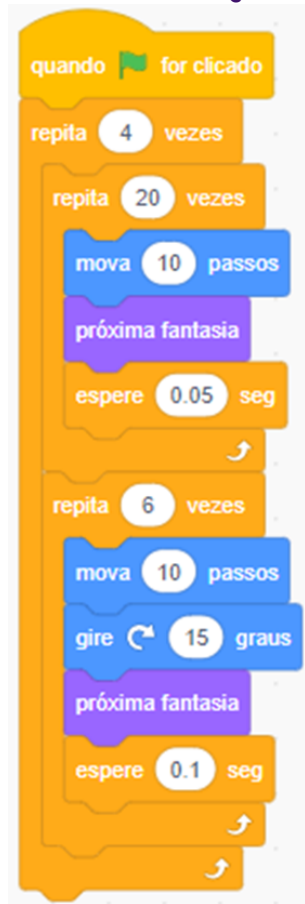 quando for clicado
repita 4 vezes
repita 20 vezes
mova 10 passos
próxima fantasia
espere 0.05 seg
repita 6 vezes
mova 10 passos
gire 15 graus
próxima fantasia
espere 0.1 seg